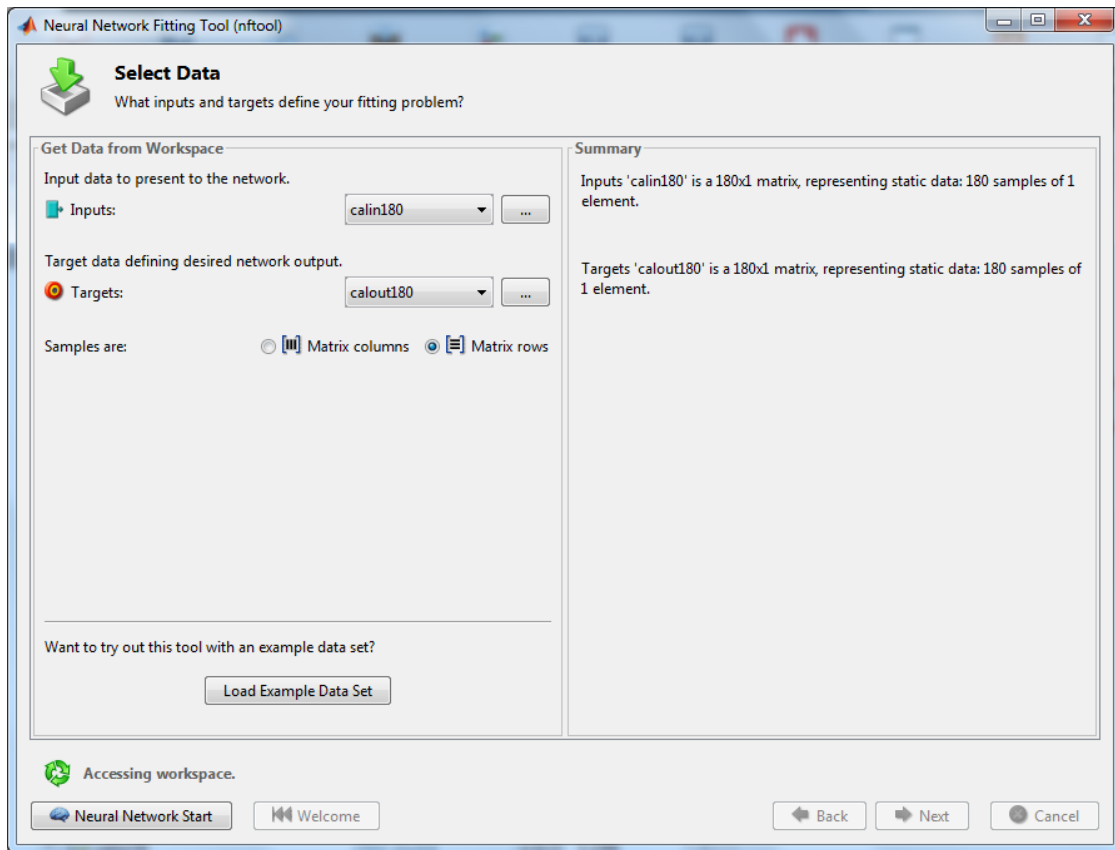 Neural Network Fitting Tool (nftool)
Select Data
What inputs and targets define your fitting problem?
Get Data from Workspace
Input data to present to the network.
Inputs:
calin180
...
Target data defining desired network output.
Targets:
calout180
...
Samples are:
Matrix columns
Matrix rows
Want to try out this tool with an example data set?
Load Example Data Set
Summary
Inputs 'calin180' is a 180x1 matrix, representing static data: 180 samples of 1
element.
Targets 'calout180' is a 180x1 matrix, representing static data: 180 samples of
1 element.
Accessing workspace.
Neural Network Start
Welcome
Back
Next
Cancel